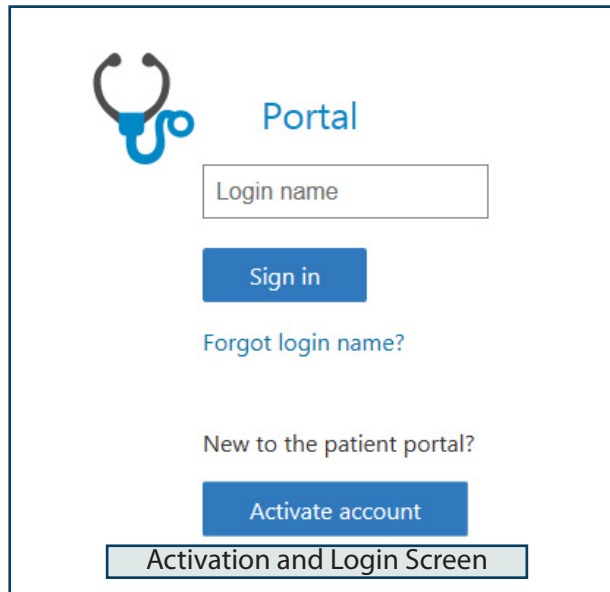 Portal
Login name
Sign in
Forgot login name?
New to the patient portal?
Activate account
Activation and Login Screen